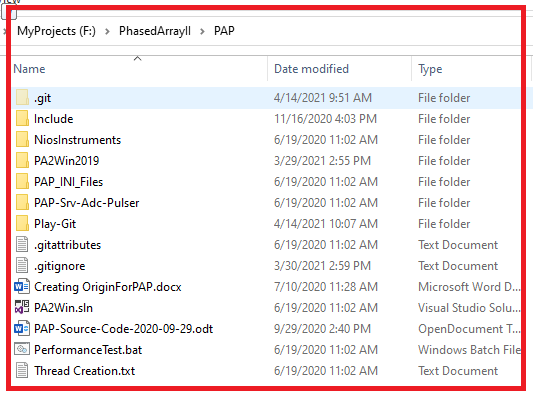 MyProjects (F:) > PhasedArrayII > PAP
Name Date modified Type
.git 4/14/2021 9:51 AM File folder
Include 11/16/2020 4:03 PM File folder
NiosInstruments 6/19/2020 11:02 AM File folder
PA2Win2019 3/29/2021 2:55 PM File folder
PAP_INI_Files 6/19/2020 11:02 AM File folder
PAP-Srv-Adc-Pulser 6/19/2020 11:02 AM File folder
Play-Git 4/14/2021 10:07 AM File folder
.gitattributes 6/19/2020 11:02 AM Text Document
.gitignore 3/30/2021 2:59 PM Text Document
Creating OriginForPAP.docx 7/10/2020 11:28 AM Microsoft Word D...
PA2Win.sln 6/19/2020 11:02 AM Visual Studio Solu...
PAP-Source-Code-2020-09-29.odt 9/29/2020 2:40 PM OpenDocument T...
PerformanceTest.bat 6/19/2020 11:02 AM Windows Batch File
Thread Creation.txt 6/19/2020 11:02 AM Text Document